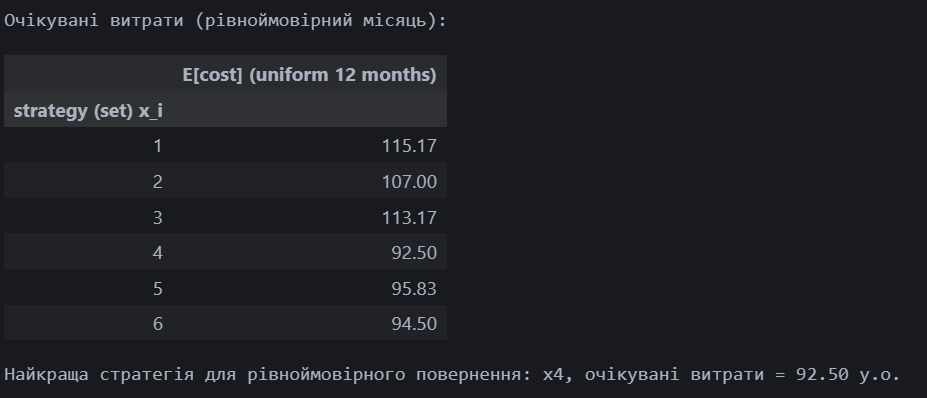 Очікувані витрати (рівноймовірний місяць):
E[cost] (uniform 12 months)
strategy (set) x_i
1 115.17
2 107.00
3 113.17
4 92.50
5 95.83
6 94.50
Найкраща стратегія для рівноймовірного повернення: x4, очікувані витрати = 92.50 у.о.